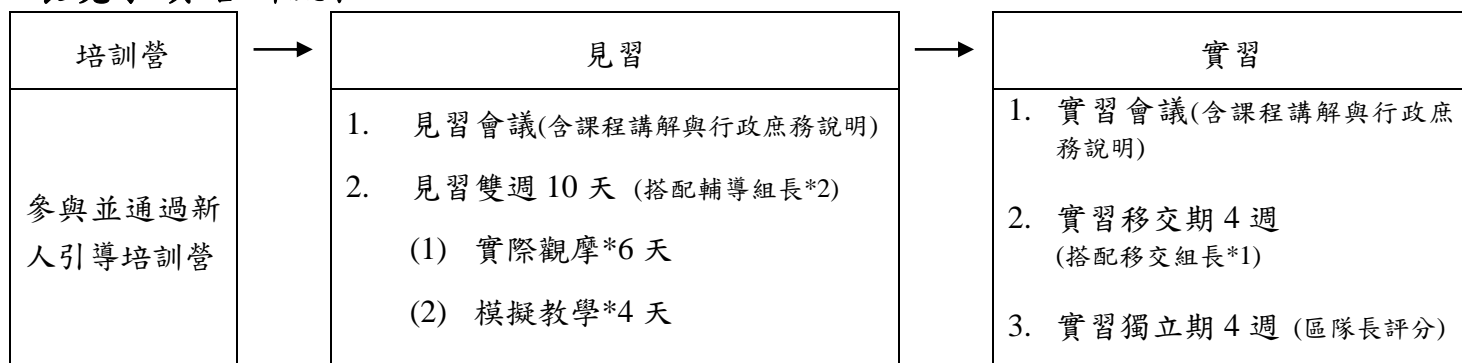 培訓營
見習
實習
參與並通過新
人引導培訓營
1. 見習會議(含課程講解與行政庶務說明)
2. 見習雙週 10 天 (搭配輔導組長*2)
(1) 實際觀摩*6 天
(2) 模擬教學*4 天
1. 實習會議(含課程講解與行政庶
務說明)
2. 實習移交期 4 週
(搭配移交組長*1)
3. 實習獨立期 4 週 (區隊長評分)